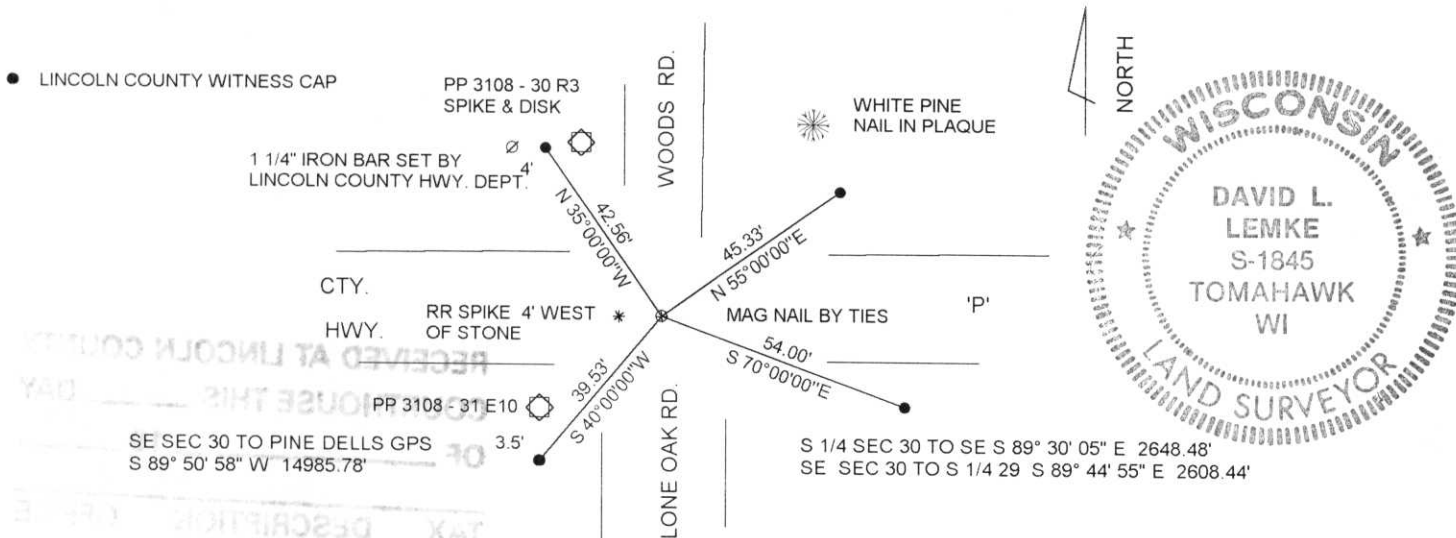 LINCOLN COUNTY WITNESS CAP
PP 3108 - 30 R3
SPIKE & DISK
WOODS RD.
WHITE PINE
NAIL IN PLAQUE
NORTH
1 1/4" IRON BAR SET BY
LINCOLN COUNTY HWY. DEPT.
4'
42.56'
N 35°00'00"W
45.33'
N 55°00'00"E
CTY.
HWY.
RR SPIKE 4' WEST
OF STONE
MAG NAIL BY TIES
'P'
54.00'
S 70°00'00"E
39.53'
S 40°00'00"W
PP 3108 - 31 E10
3.5'
SE SEC 30 TO PINE DELLS GPS
S 89° 50' 58" W 14985.78'
LONE OAK RD.
S 1/4 SEC 30 TO SE S 89° 30' 05" E 2648.48'
SE SEC 30 TO S 1/4 29 S 89° 44' 55" E 2608.44'
WISCONSIN
DAVID L.
LEMKE
S-1845
TOMAHAWK
WI
LAND SURVEYOR
RECEIVED AT LINCOLN COUNTY
COURTHOUSE THIS ____ DAY
OF
TAX DESCRIPTION OFFICE